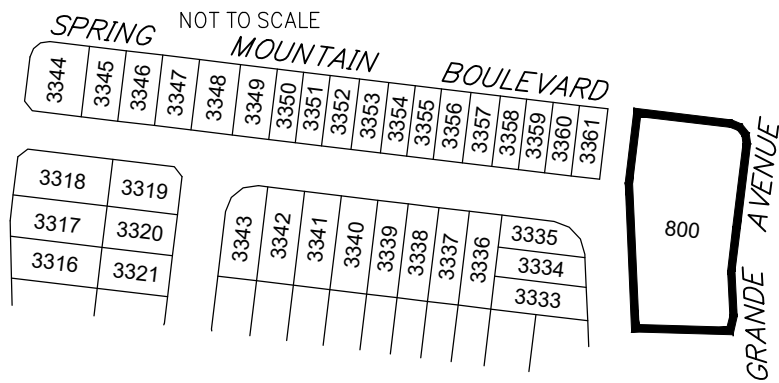 NOT TO SCALE
SPRING MOUNTAIN BOULEVARD
3344 3345 3346 3347 3348 3349 3350 3351 3352 3353 3354 3355 3356 3357 3358 3359 3360 3361
3318 3319
3317 3320
3316 3321
3343 3342 3341 3340 3339 3338 3337 3336
3335
3334
3333
800
GRANDE AVENUE